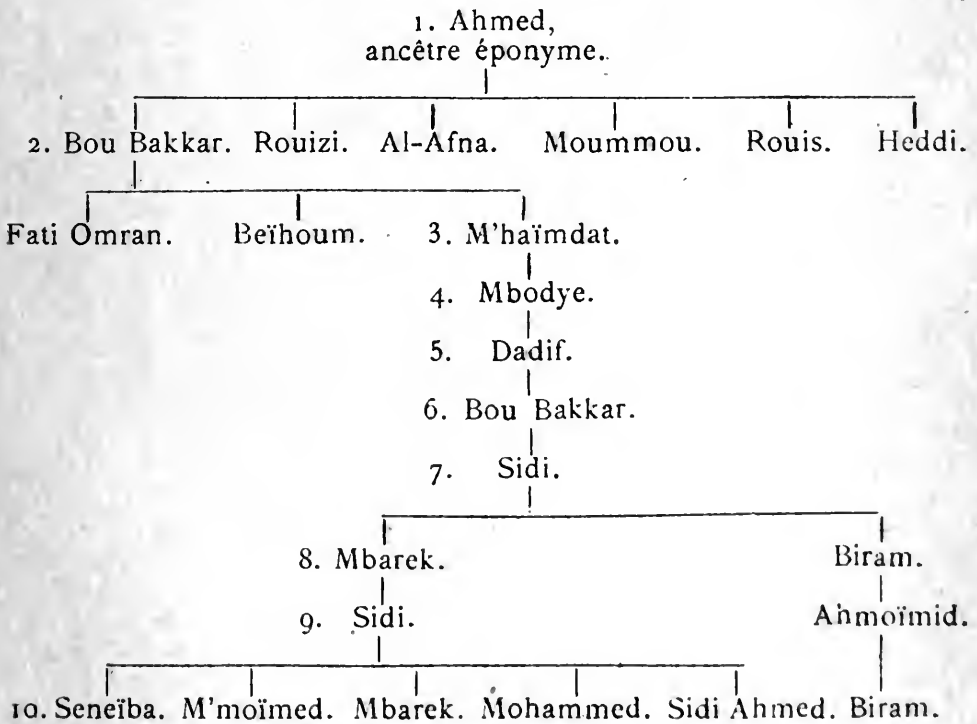 1. Ahmed,
ancêtre éponyme.
2. Bou Bakkar. Rouizi. Al-Afna. Moummou. Rouis. Heddi.
Fati Omran. Beïhoum. 3. M'haïmdat.
4. Mbodye.
5. Dadif.
6. Bou Bakkar.
7. Sidi.
8. Mbarek. Biram.
9. Sidi. Ahmoïmid.
10. Seneïba. M'moïmed. Mbarek. Mohammed. Sidi Ahmed. Biram.